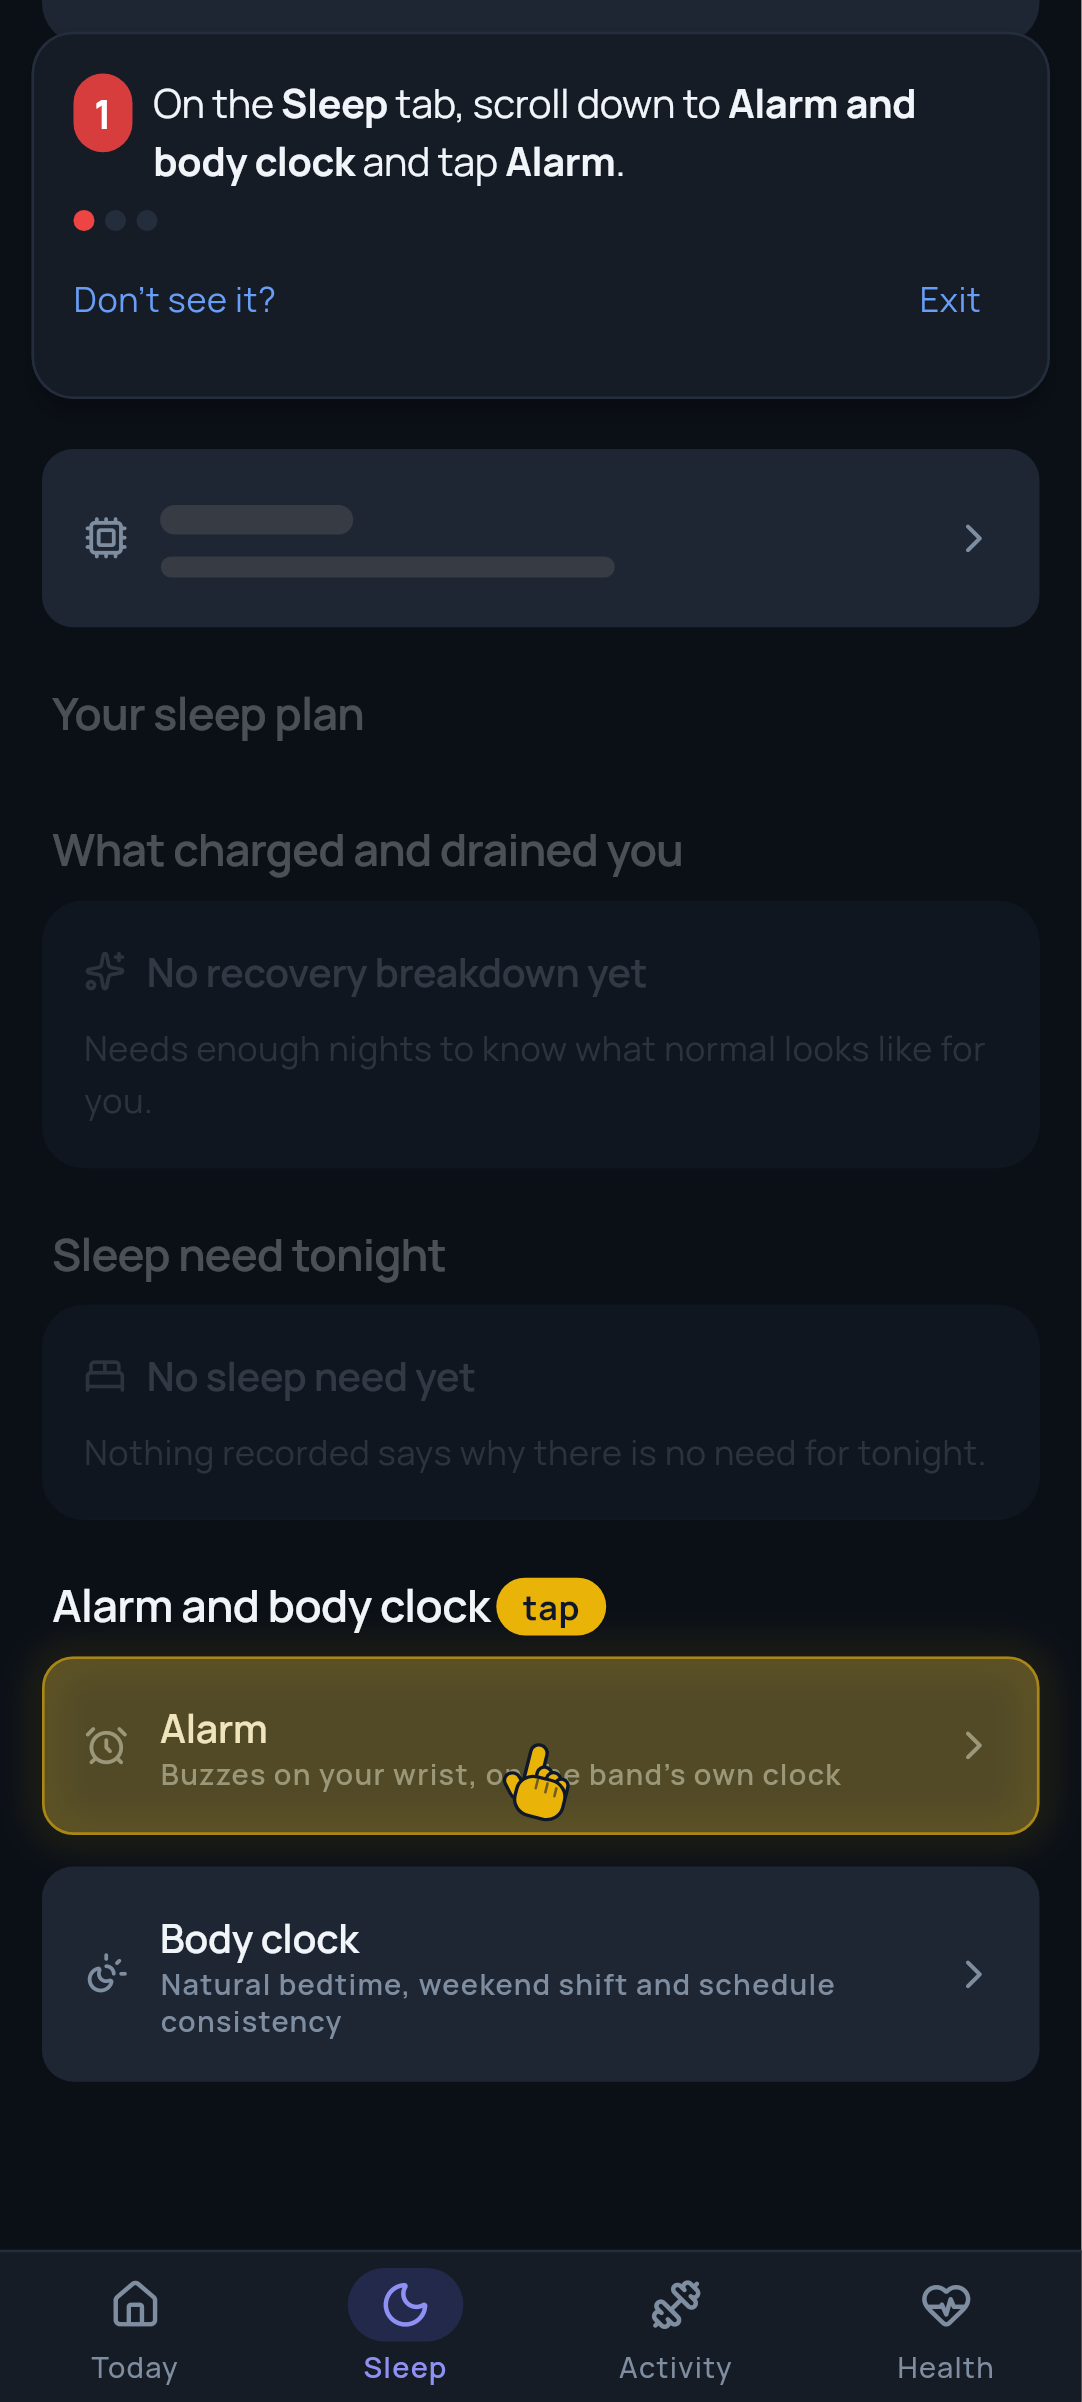 1
On the Sleep tab, scroll down to Alarm and
body clock and tap Alarm.
Don't see it?
Exit
Your sleep plan
What charged and drained you
No recovery breakdown yet
Needs enough nights to know what normal looks like for
you.
Sleep need tonight
No sleep need yet
Nothing recorded says why there is no need for tonight.
Alarm and body clock tap
Alarm
Buzzes on your wrist, on the band's own clock
Body clock
Natural bedtime, weekend shift and schedule
consistency
Today
Sleep
Activity
Health